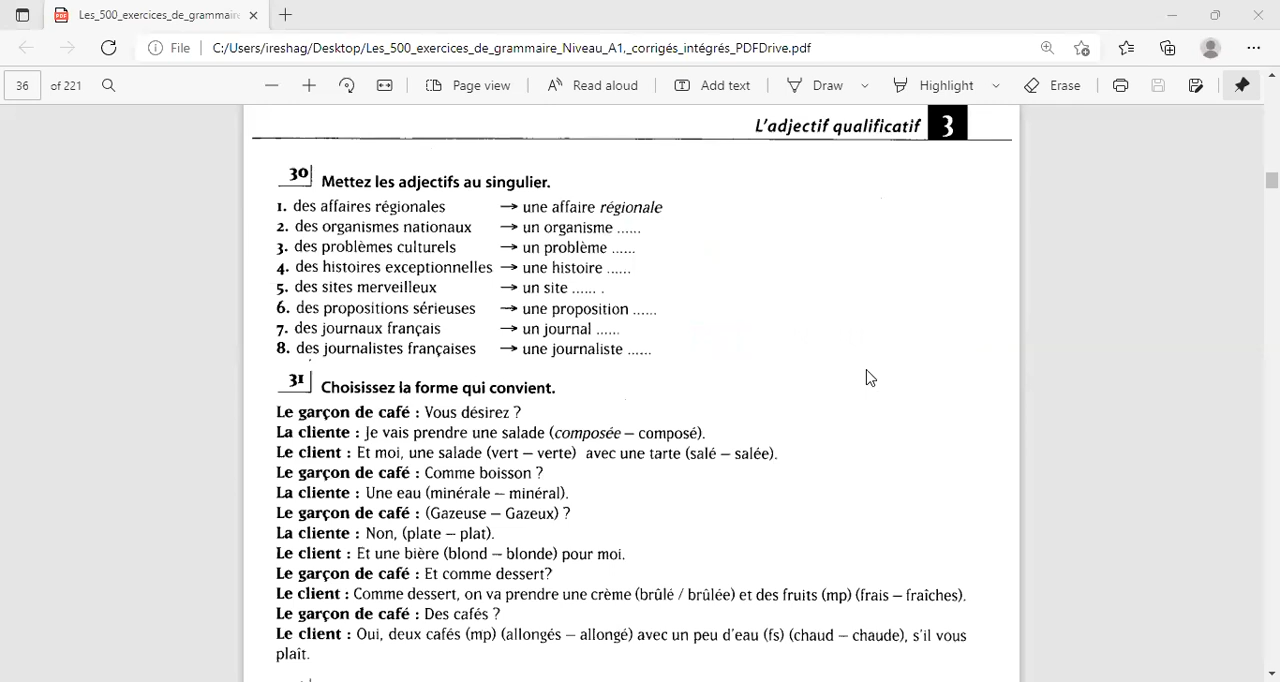 Les_500_exercices_de_grammaire
File C:/Users/ireshag/Desktop/Les_500_exercices_de_grammaire_Niveau_A1._corrigés_intégrés_PDFDrive.pdf
36 of 221 Page view Read aloud Add text Draw Highlight Erase
L'adjectif qualificatif 3
30 Mettez les adjectifs au singulier.
1. des affaires régionales → une affaire régionale
2. des organismes nationaux → un organisme ......
3. des problèmes culturels → un problème ......
4. des histoires exceptionnelles → une histoire ......
5. des sites merveilleux → un site ...... .
6. des propositions sérieuses → une proposition ......
7. des journaux français → un journal ......
8. des journalistes françaises → une journaliste ......
31 Choisissez la forme qui convient.
Le garçon de café : Vous désirez ?
La cliente : Je vais prendre une salade (composée – composé).
Le client : Et moi, une salade (vert – verte) avec une tarte (salé – salée).
Le garçon de café : Comme boisson ?
La cliente : Une eau (minérale – minéral).
Le garçon de café : (Gazeuse – Gazeux) ?
La cliente : Non, (plate – plat).
Le client : Et une bière (blond – blonde) pour moi.
Le garçon de café : Et comme dessert?
Le client : Comme dessert, on va prendre une crème (brûlé / brûlée) et des fruits (mp) (frais – fraîches).
Le garçon de café : Des cafés ?
Le client : Oui, deux cafés (mp) (allongés – allongé) avec un peu d'eau (fs) (chaud – chaude), s'il vous
plaît.